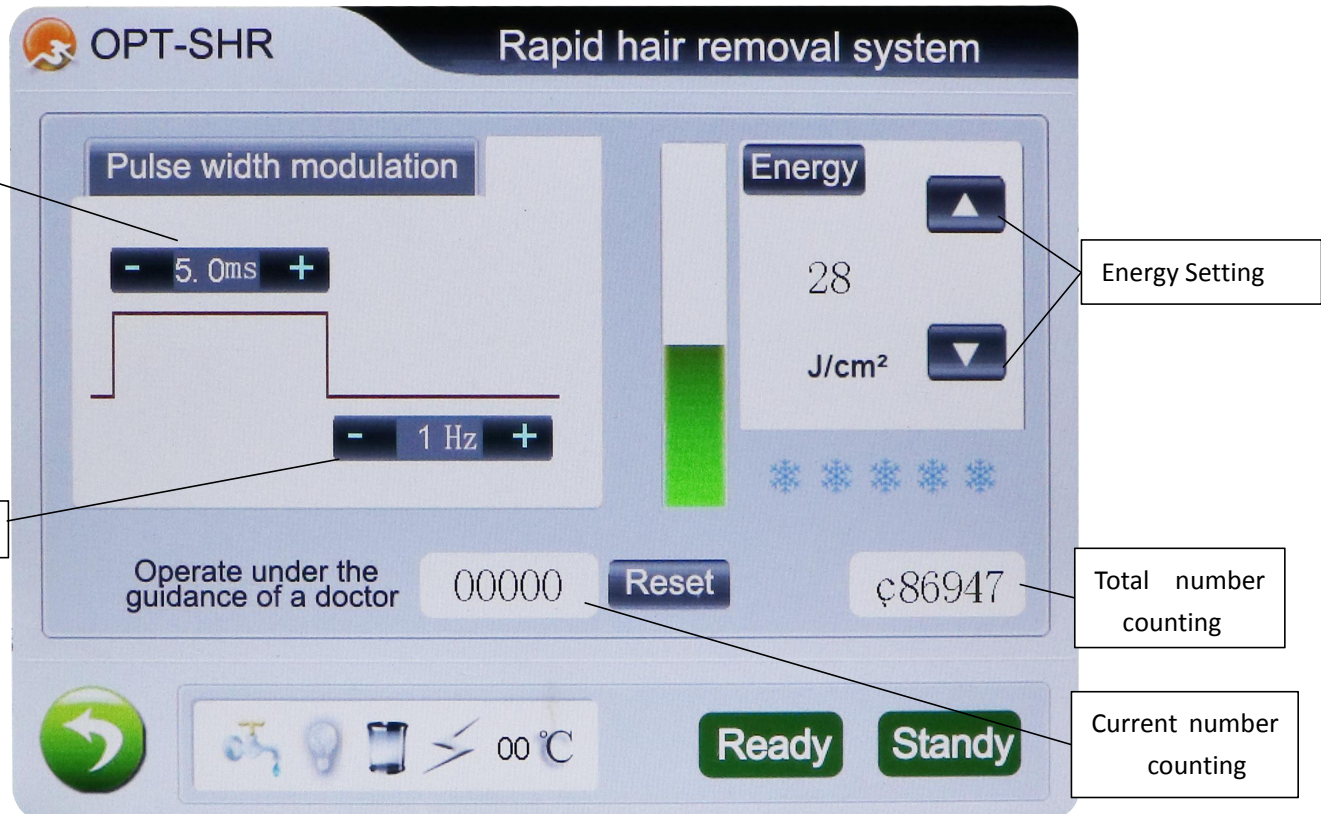 OPT-SHR
Rapid hair removal system
Pulse width modulation
- 5.0ms +
- 1 Hz +
Energy
28
J/cm²
Energy Setting
Operate under the
guidance of a doctor
00000
Reset
ç86947
Total number
counting
00 ℃
Ready
Standy
Current number
counting